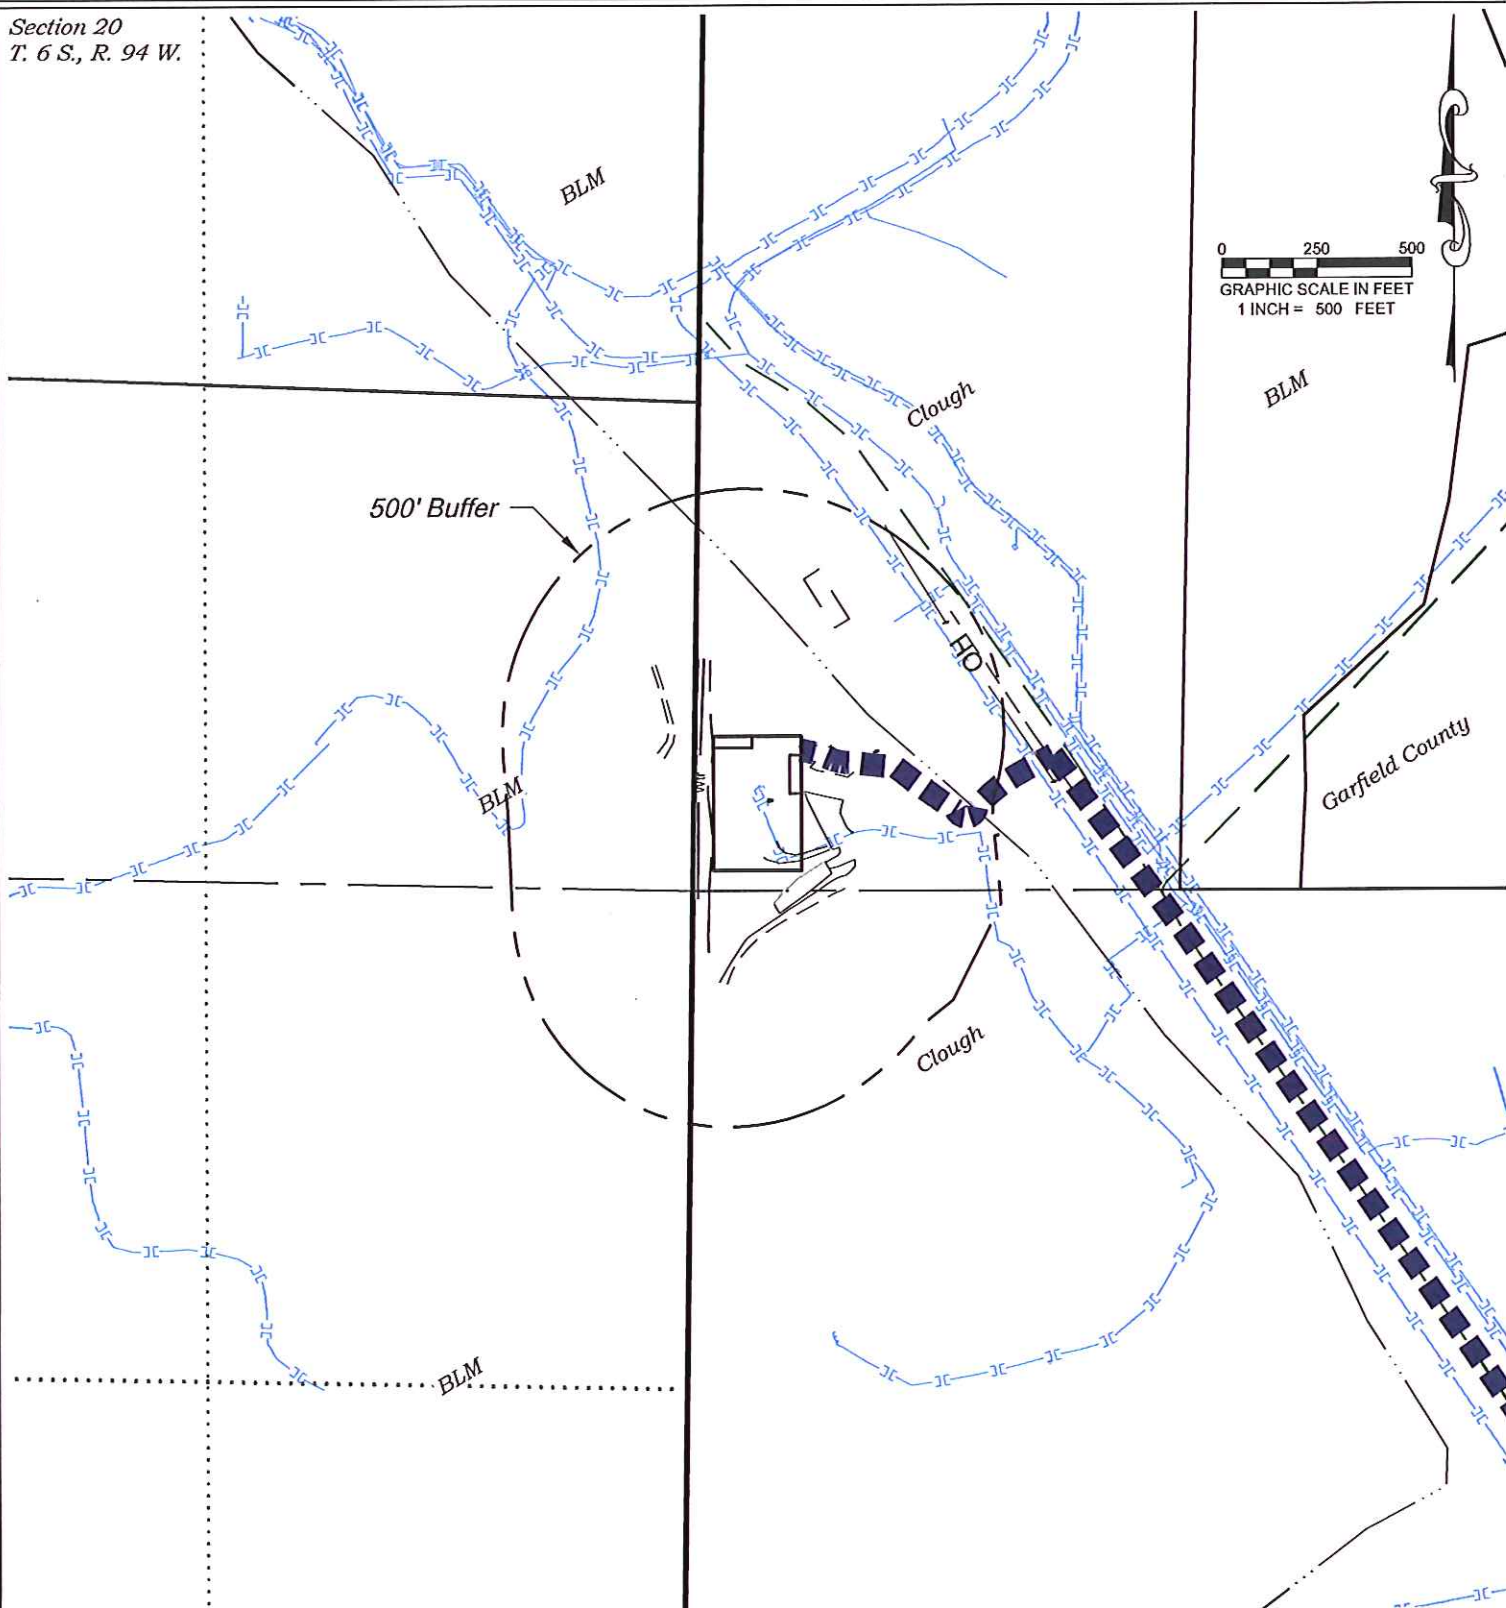 Section 20
T. 6 S., R. 94 W.
BLM
0 250 500
GRAPHIC SCALE IN FEET
1 INCH = 500 FEET
Clough
BLM
500' Buffer
HO
Garfield County
BLM
Clough
BLM